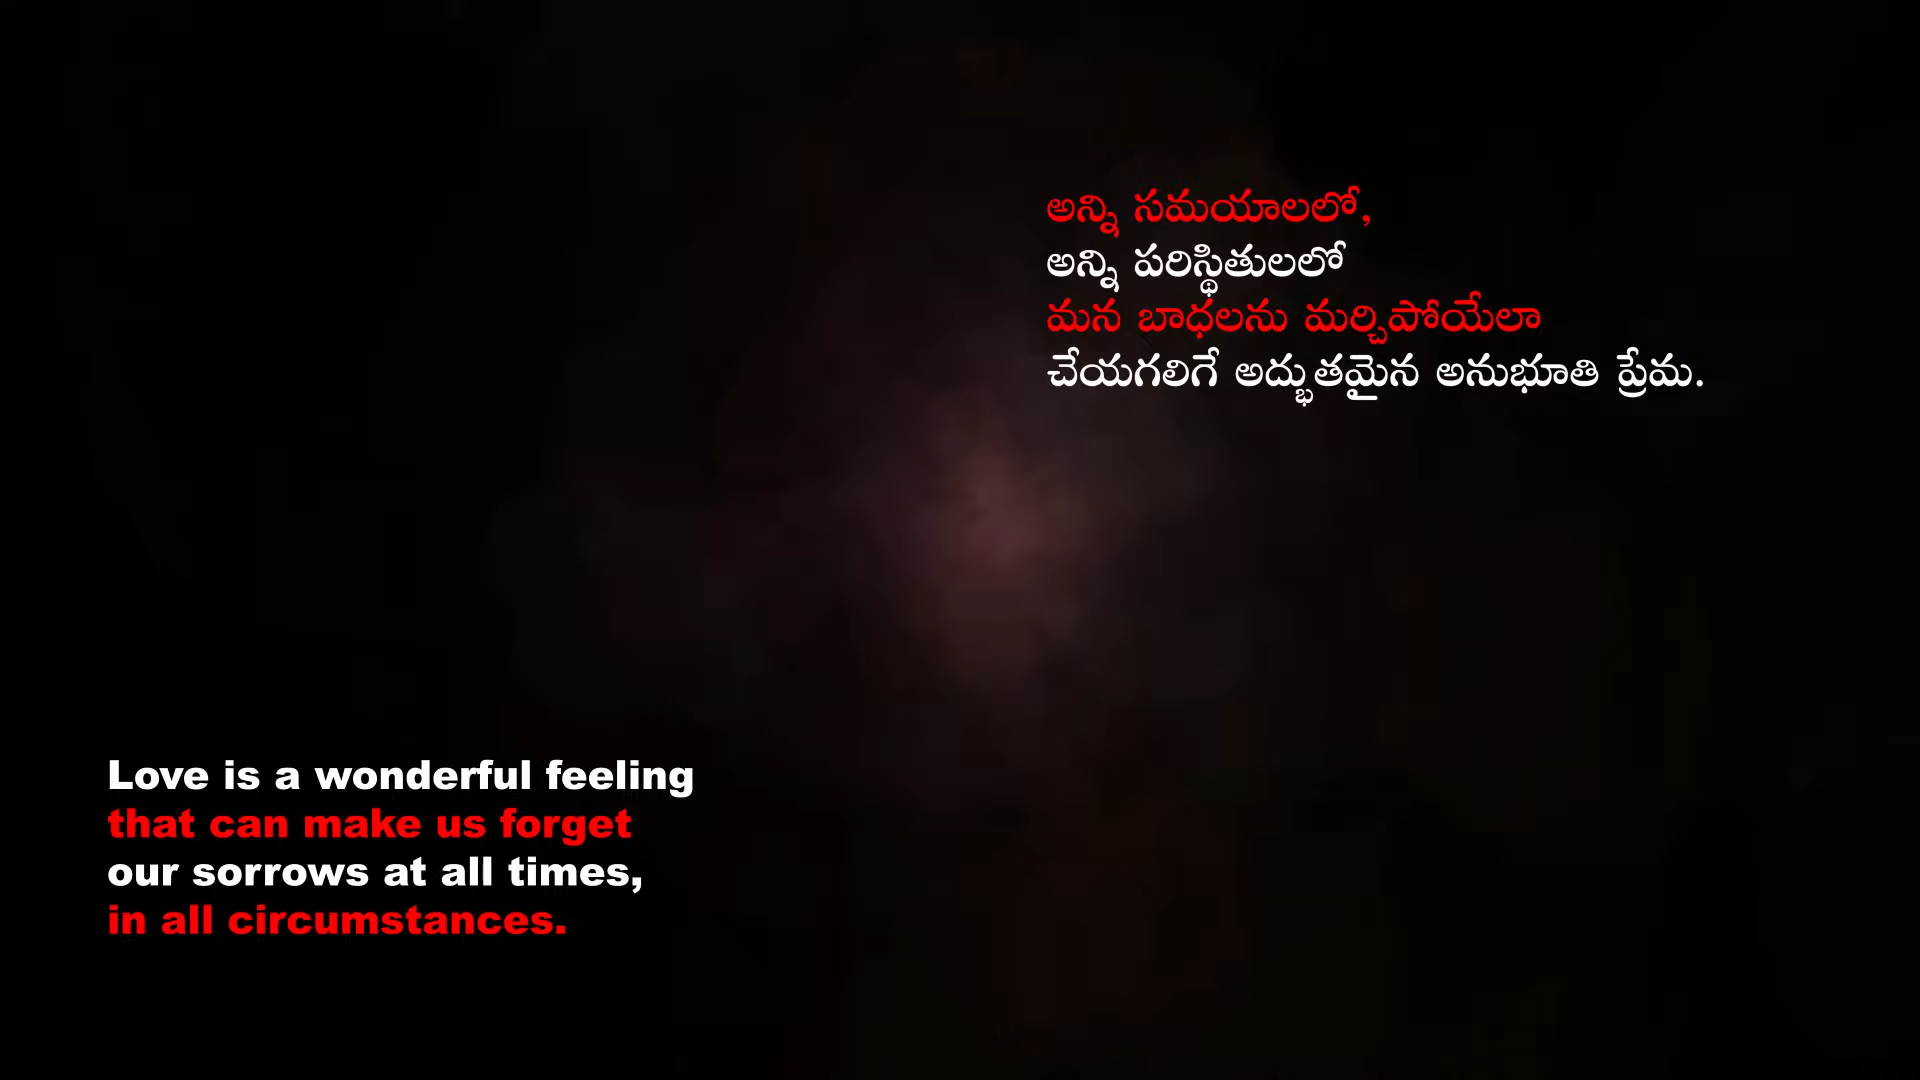 అన్ని సమయాలలో,
అన్ని పరిస్థితులలో
మన బాధలను మర్చిపోయేలా
చేయగలిగే అద్భుతమైన అనుభూతి ప్రేమ.
Love is a wonderful feeling
that can make us forget
our sorrows at all times,
in all circumstances.